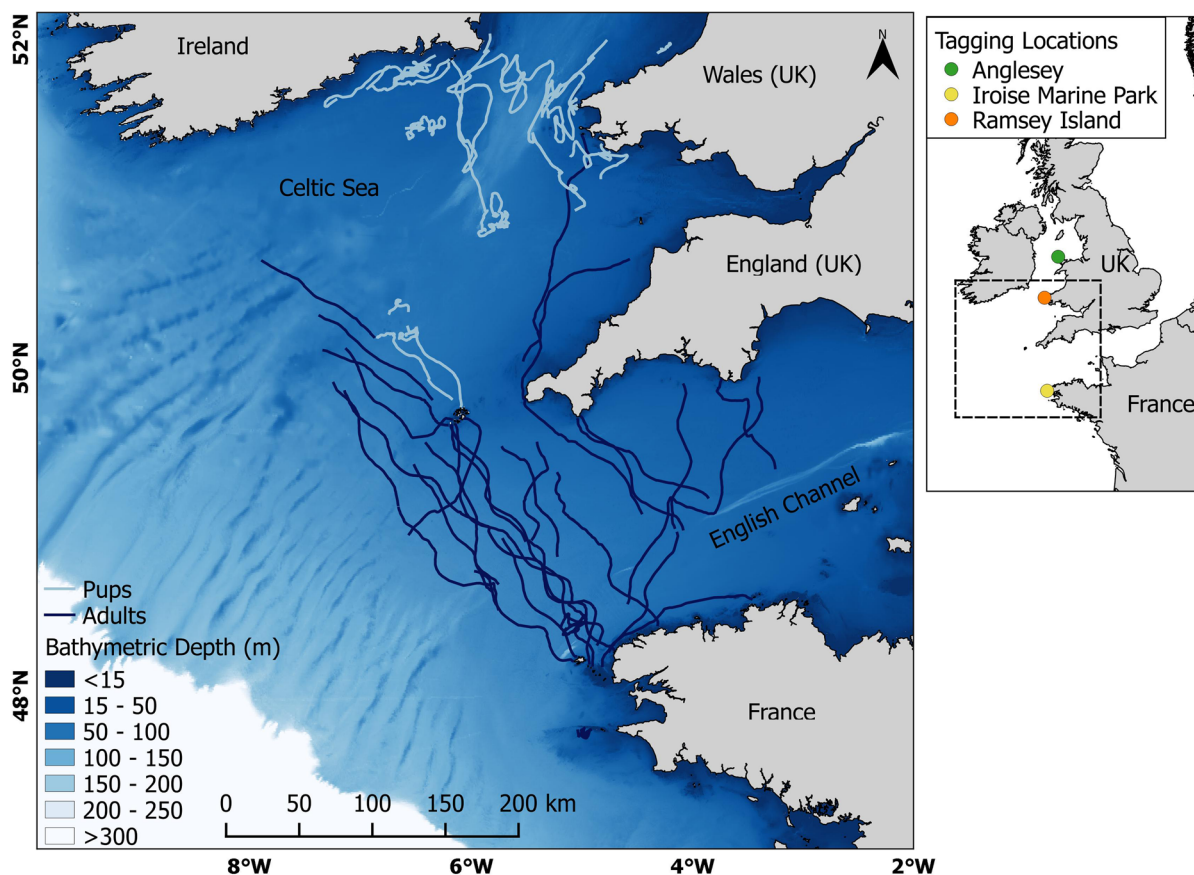 52°N
50°N
48°N
Ireland
Wales (UK)
N
Celtic Sea
England (UK)
English Channel
France
Pups
Adults
Bathymetric Depth (m)
<15
15 - 50
50 - 100
100 - 150
150 - 200
200 - 250
>300
0 50 100 150 200 km
8°W 6°W 4°W 2°W
Tagging Locations
Anglesey
Iroise Marine Park
Ramsey Island
UK
France